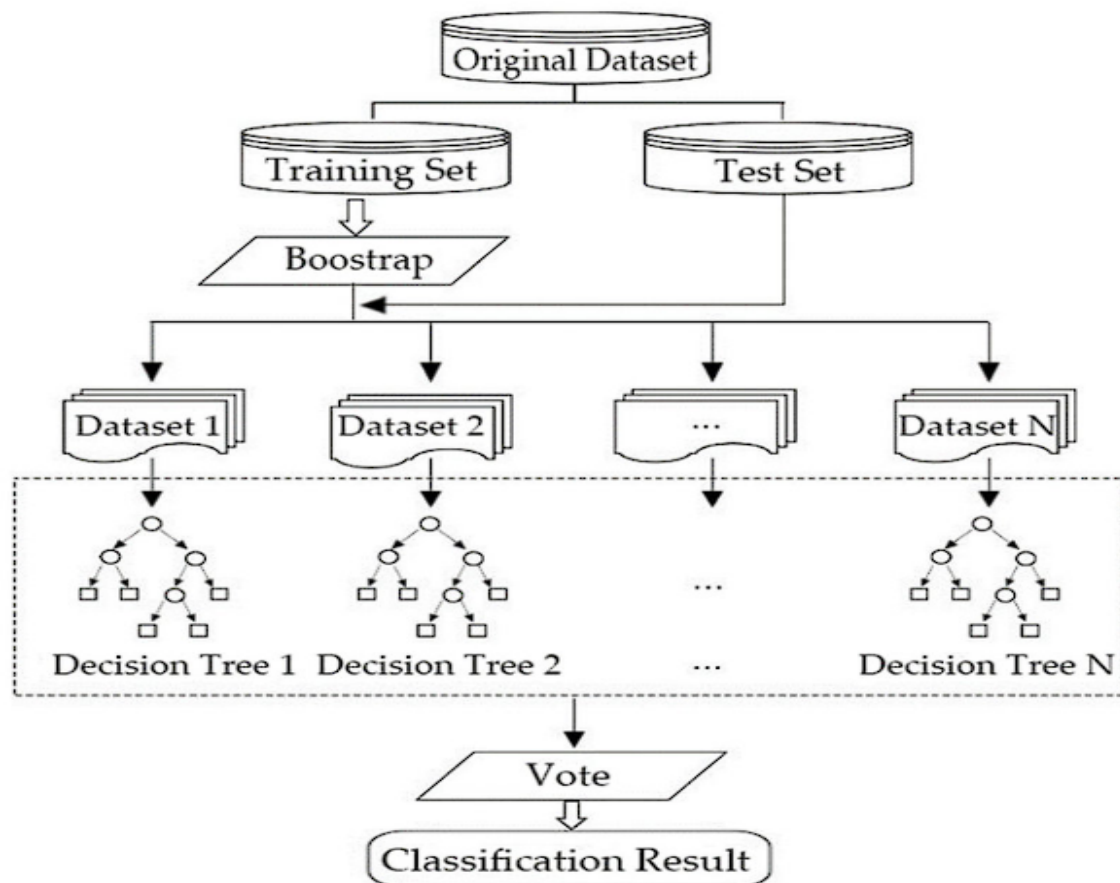 Original Dataset
Training Set
Test Set
Boostrap
Dataset 1
Dataset 2
...
Dataset N
...
Decision Tree 1
Decision Tree 2
...
Decision Tree N
Vote
Classification Result